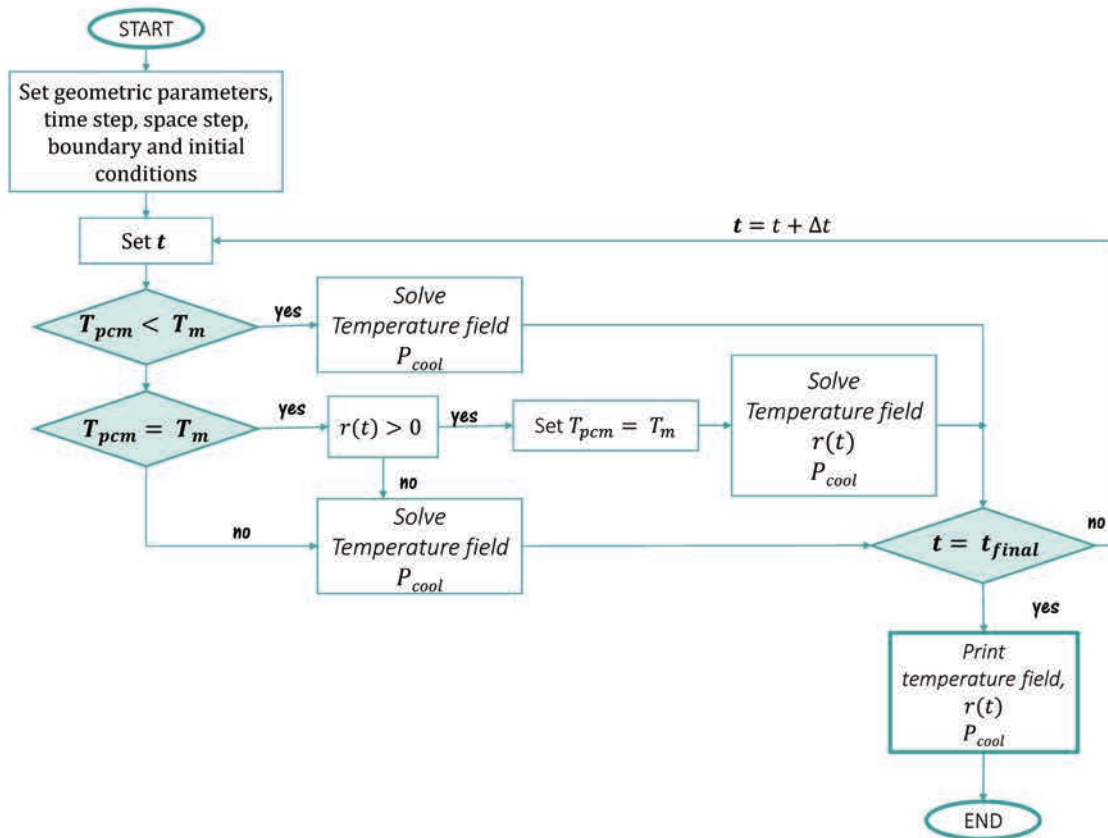 START
Set geometric parameters,
time step, space step,
boundary and initial
conditions
Set t
t = t + Δt
T_pcm < T_m
yes
Solve
Temperature field
P_cool
T_pcm = T_m
yes
r(t) > 0
yes
Set T_pcm = T_m
Solve
Temperature field
r(t)
P_cool
no
no
Solve
Temperature field
P_cool
t = t_final
no
yes
Print
temperature field,
r(t)
P_cool
END